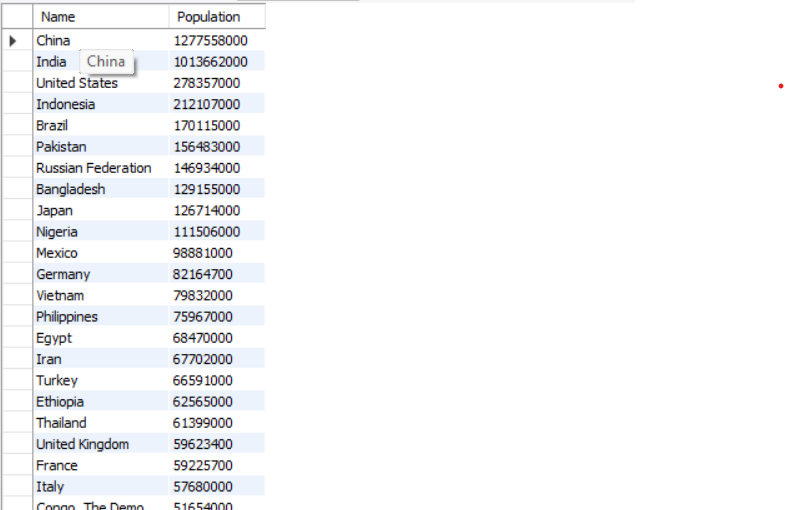 Name Population
China 1277558000
India China 1013662000
United States 278357000
Indonesia 212107000
Brazil 170115000
Pakistan 156483000
Russian Federation 146934000
Bangladesh 129155000
Japan 126714000
Nigeria 111506000
Mexico 98881000
Germany 82164700
Vietnam 79832000
Philippines 75967000
Egypt 68470000
Iran 67702000
Turkey 66591000
Ethiopia 62565000
Thailand 61399000
United Kingdom 59623400
France 59225700
Italy 57680000
Congo, The Demo 51654000